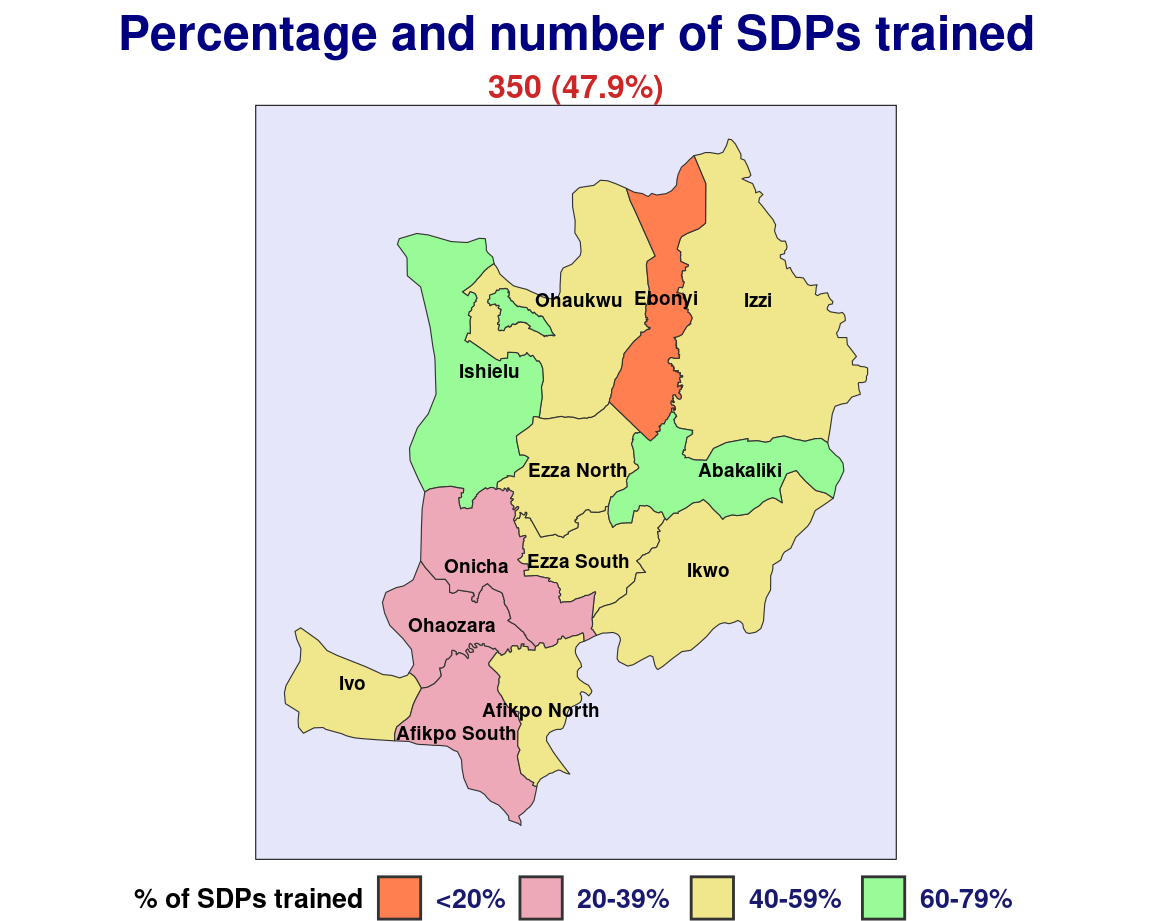 Percentage and number of SDPs trained
350 (47.9%)
Ohaukwu Ebonyi Izzi
Ishielu
Ezza North Abakaliki
Onicha Ezza South Ikwo
Ohaozara
Ivo
Afikpo North
Afikpo South
% of SDPs trained <20% 20-39% 40-59% 60-79%